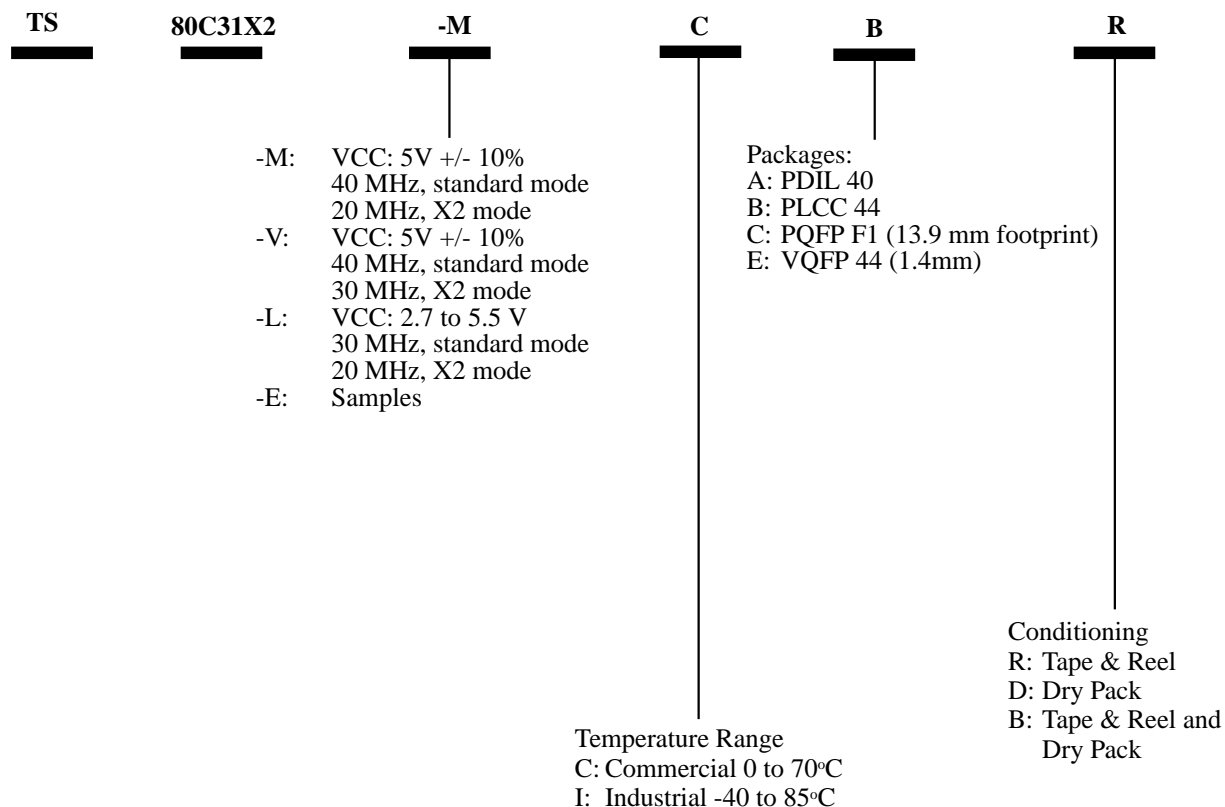 TS 80C31X2 -M C B R
-M: VCC: 5V +/- 10%
40 MHz, standard mode
20 MHz, X2 mode
-V: VCC: 5V +/- 10%
40 MHz, standard mode
30 MHz, X2 mode
-L: VCC: 2.7 to 5.5 V
30 MHz, standard mode
20 MHz, X2 mode
-E: Samples
Packages:
A: PDIL 40
B: PLCC 44
C: PQFP F1 (13.9 mm footprint)
E: VQFP 44 (1.4mm)
Temperature Range
C: Commercial 0 to 70°C
I: Industrial -40 to 85°C
Conditioning
R: Tape & Reel
D: Dry Pack
B: Tape & Reel and
Dry Pack